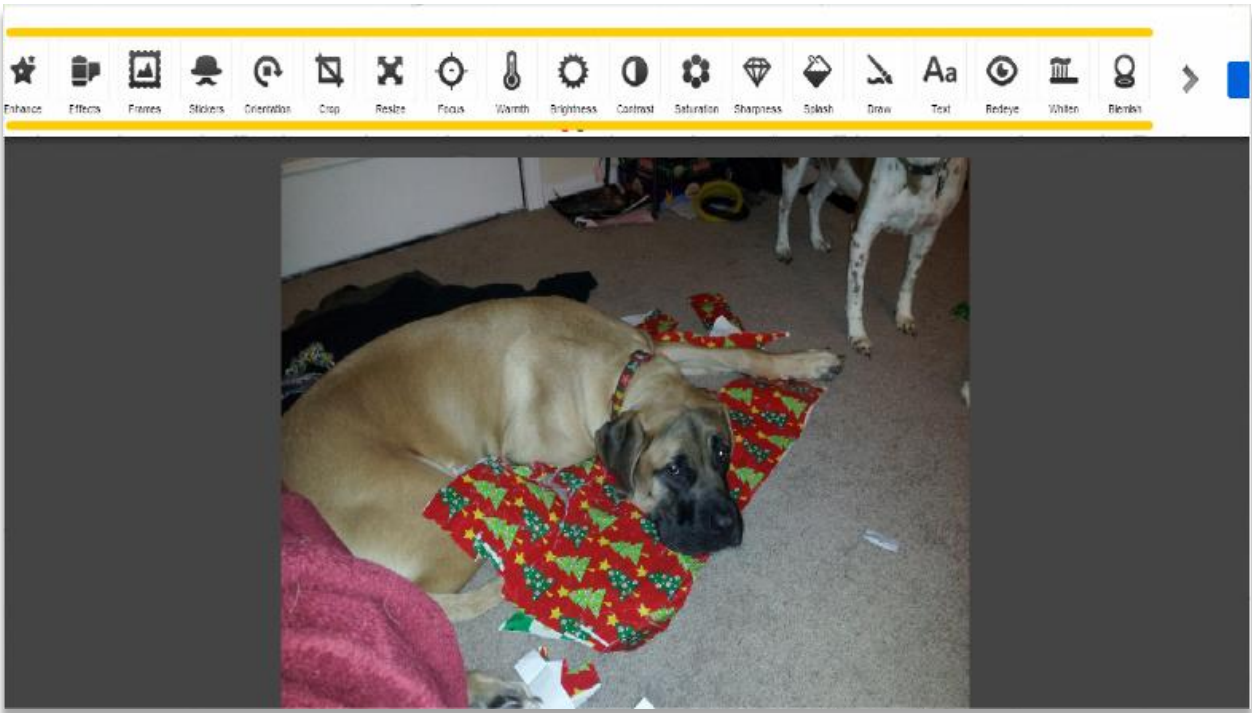 Enhance Effects Frames Stickers Orientation Crop Resize Focus Warmth Brightness Contrast Saturation Sharpness Splash Aa Draw Text Redeye Whiten Blemish